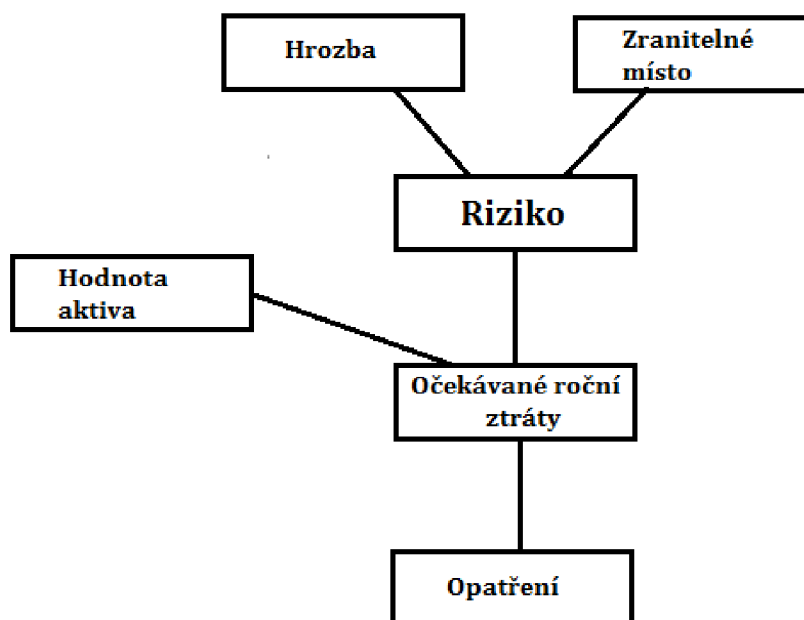 Hrozba
Zranitelné
místo
Riziko
Hodnota
aktiva
Očekávané roční
ztráty
Opatření